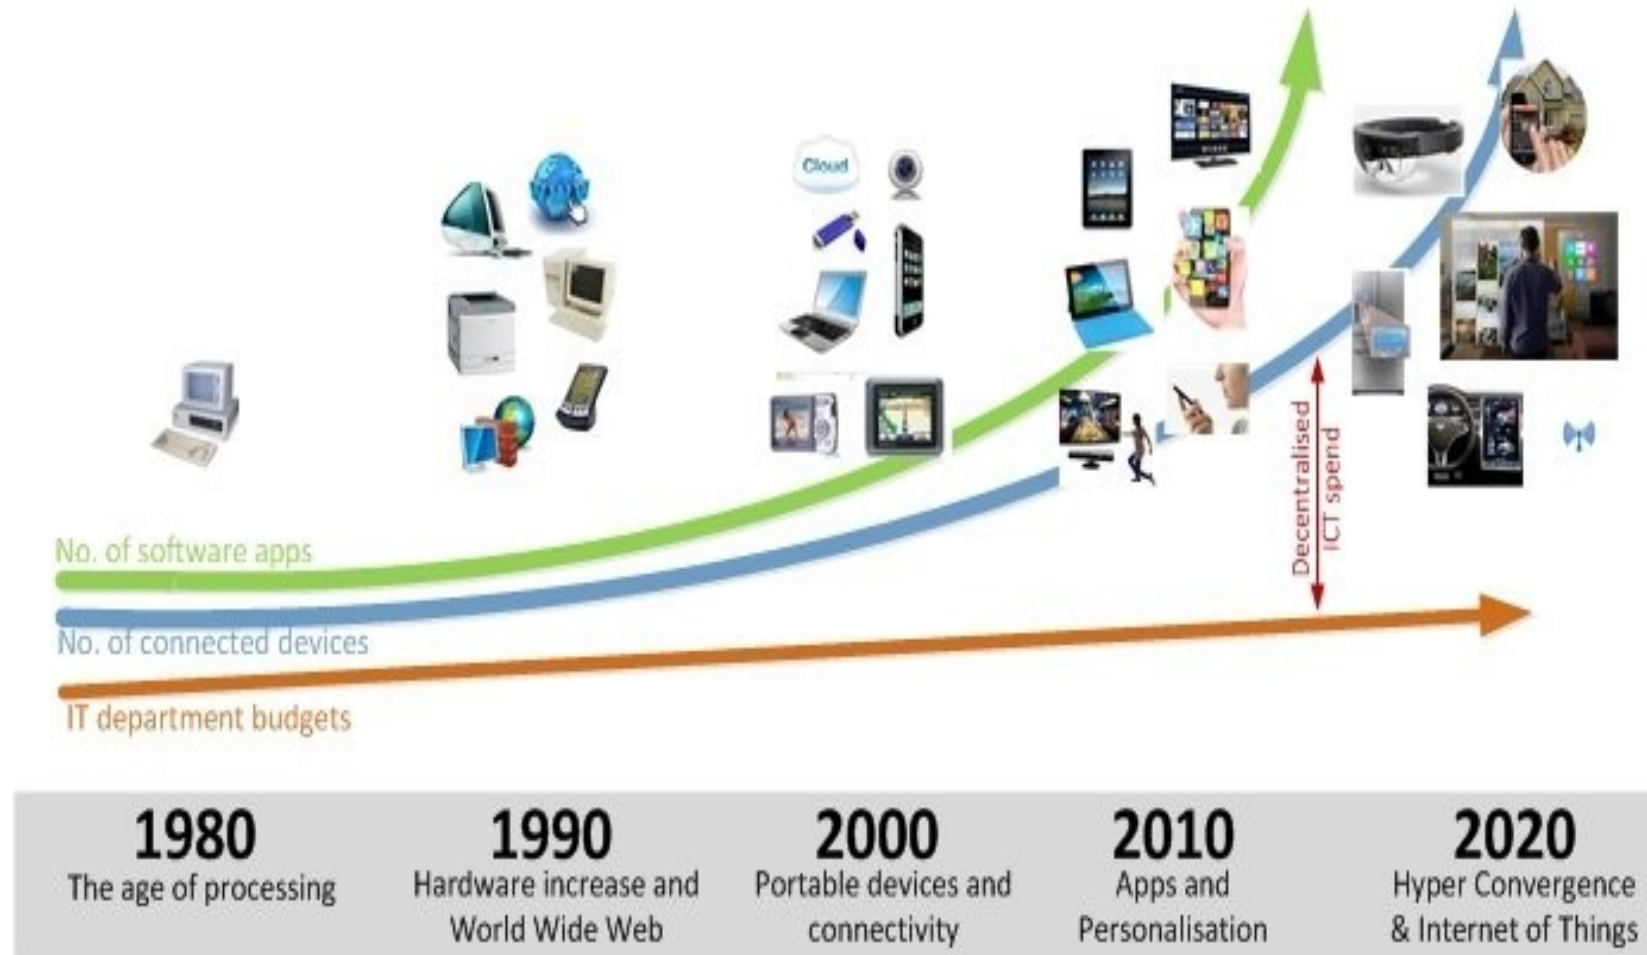 Cloud
No. of software apps
No. of connected devices
IT department budgets
Decentralised
ICT spend
1980
The age of processing
1990
Hardware increase and
World Wide Web
2000
Portable devices and
connectivity
2010
Apps and
Personalisation
2020
Hyper Convergence
& Internet of Things